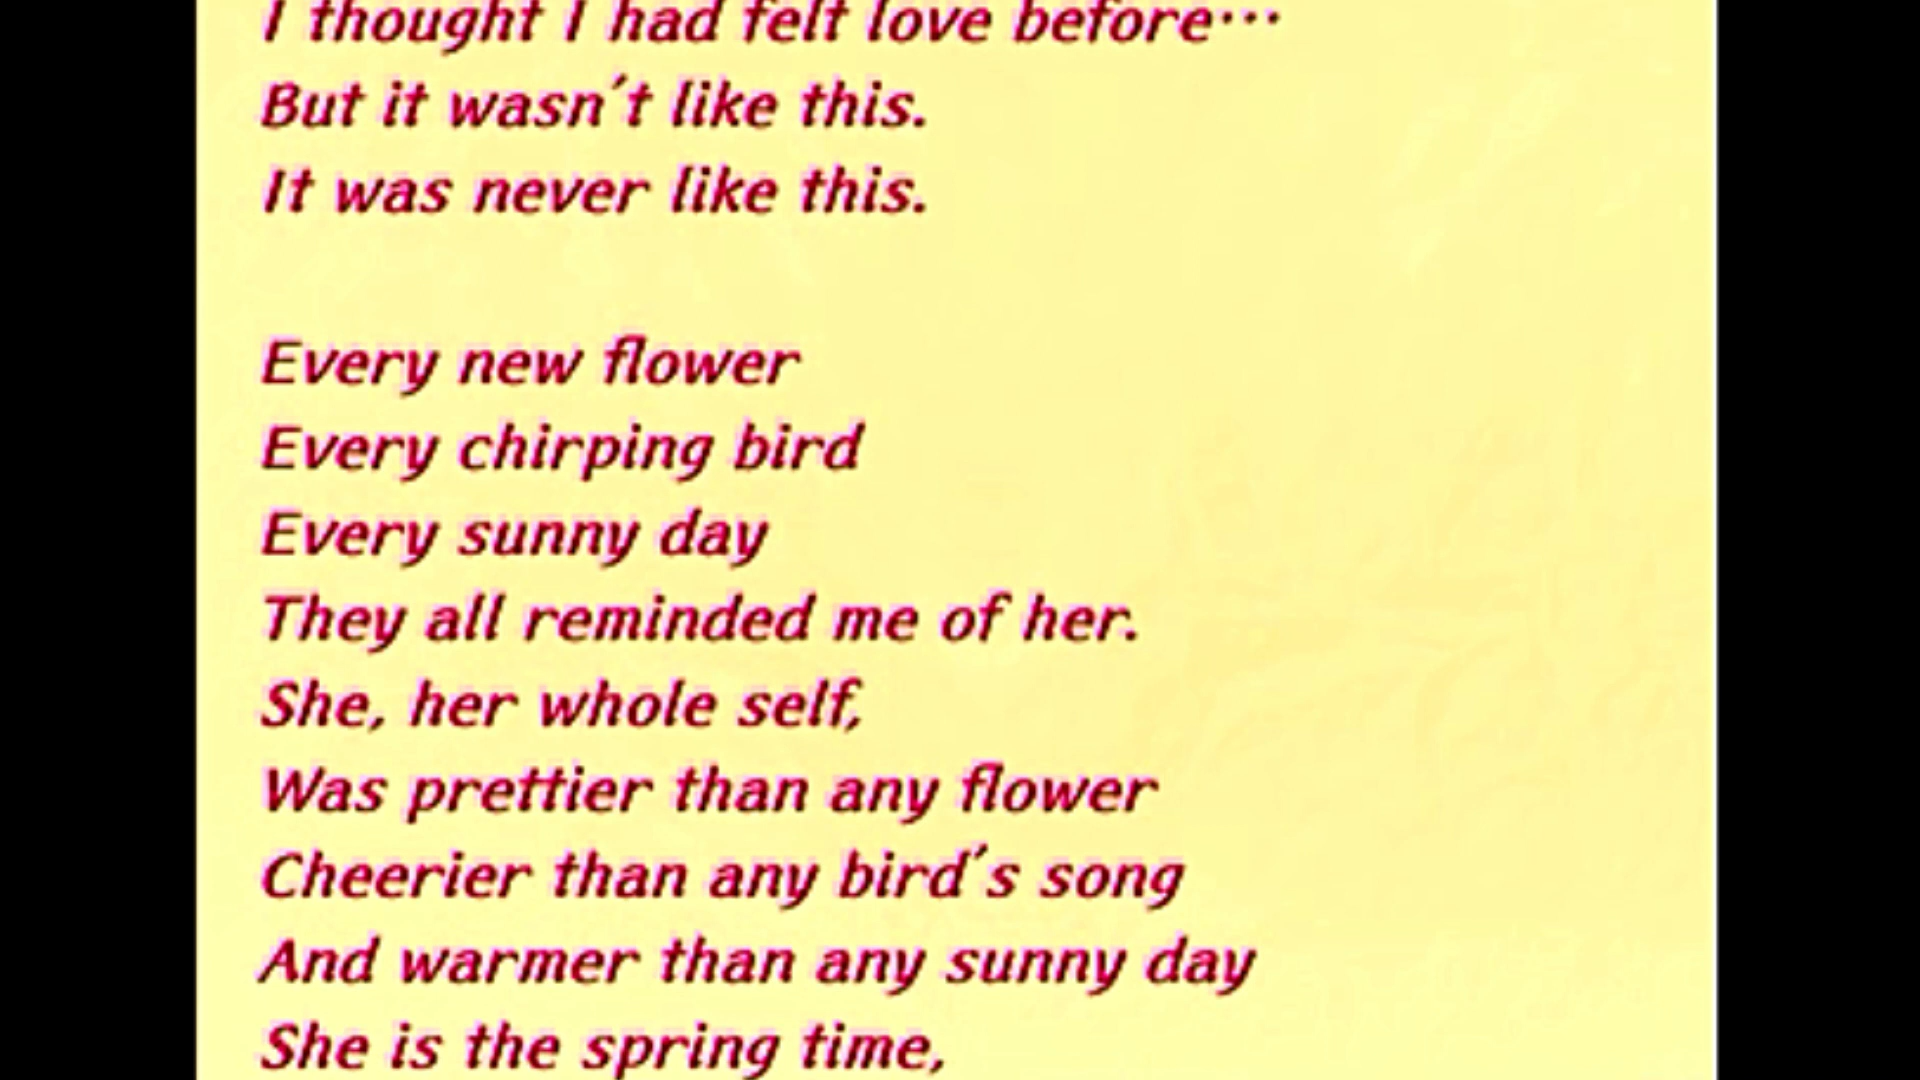 I thought I had felt love before···
But it wasn't like this.
It was never like this.
Every new flower
Every chirping bird
Every sunny day
They all reminded me of her.
She, her whole self,
Was prettier than any flower
Cheerier than any bird's song
And warmer than any sunny day
She is the spring time,